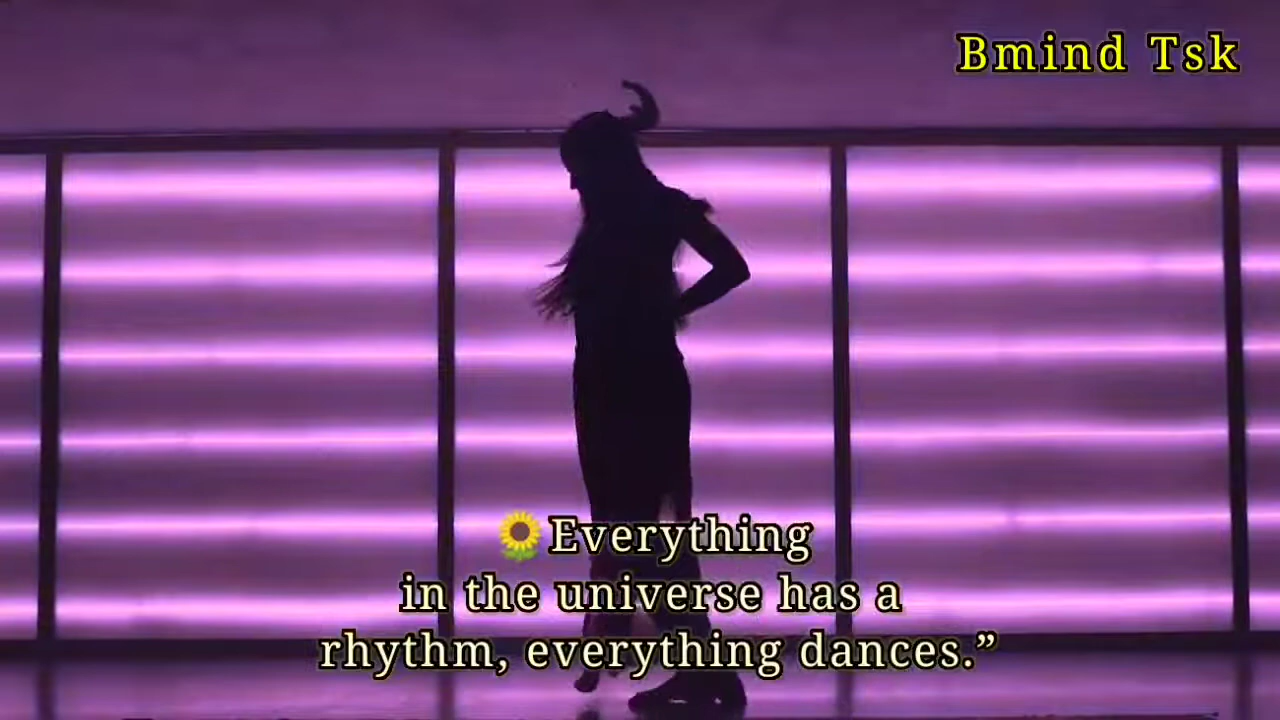 Bmind Tsk
🌻Everything
in the universe has a
rhythm, everything dances.”